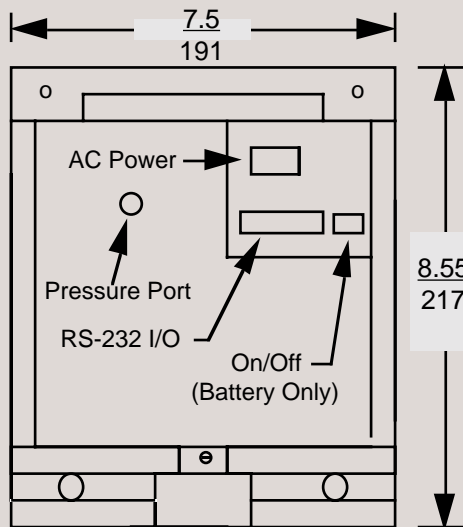 7.5
191
o
o
AC Power
8.55
217
Pressure Port
RS-232 I/O
On/Off
(Battery Only)